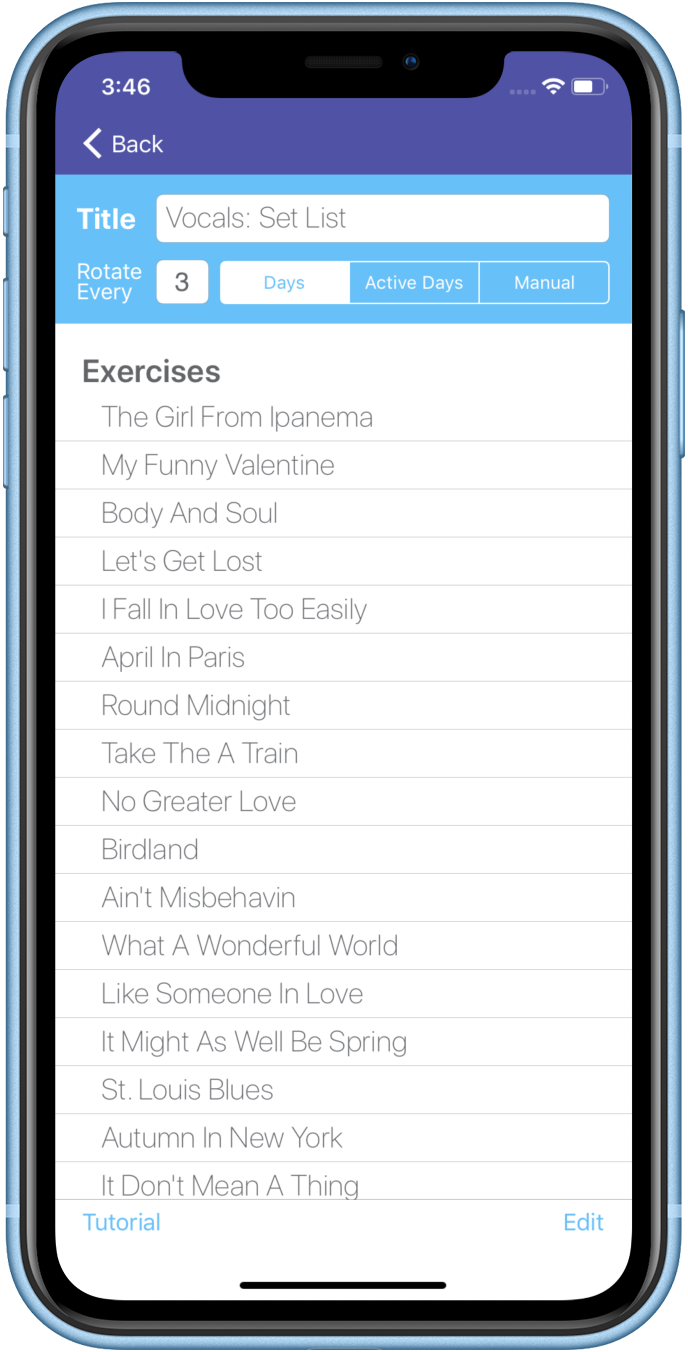 3:46
Back
Title Vocals: Set List
Rotate Every 3 Days Active Days Manual
Exercises
The Girl From Ipanema
My Funny Valentine
Body And Soul
Let's Get Lost
I Fall In Love Too Easily
April In Paris
Round Midnight
Take The A Train
No Greater Love
Birdland
Ain't Misbehavin
What A Wonderful World
Like Someone In Love
It Might As Well Be Spring
St. Louis Blues
Autumn In New York
It Don't Mean A Thing
Tutorial Edit